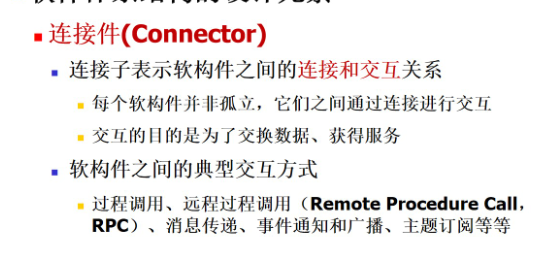 连接件(Connector)
连接子表示软构件之间的连接和交互关系
每个软构件并非孤立，它们之间通过连接进行交互
交互的目的是为了交换数据、获得服务
软构件之间的典型交互方式
过程调用、远程过程调用（Remote Procedure Call，
RPC）、消息传递、事件通知和广播、主题订阅等等